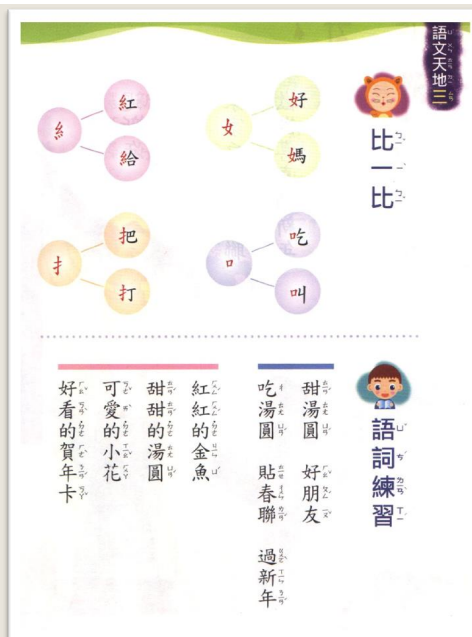 語文天地三
比一比
女
好
媽
口
吃
叫
糹
紅
給
扌
把
打
語詞練習
甜湯圓 好朋友
吃湯圓 貼春聯 過新年
紅紅的金魚
甜甜的湯圓
可愛的小花
好看的賀年卡